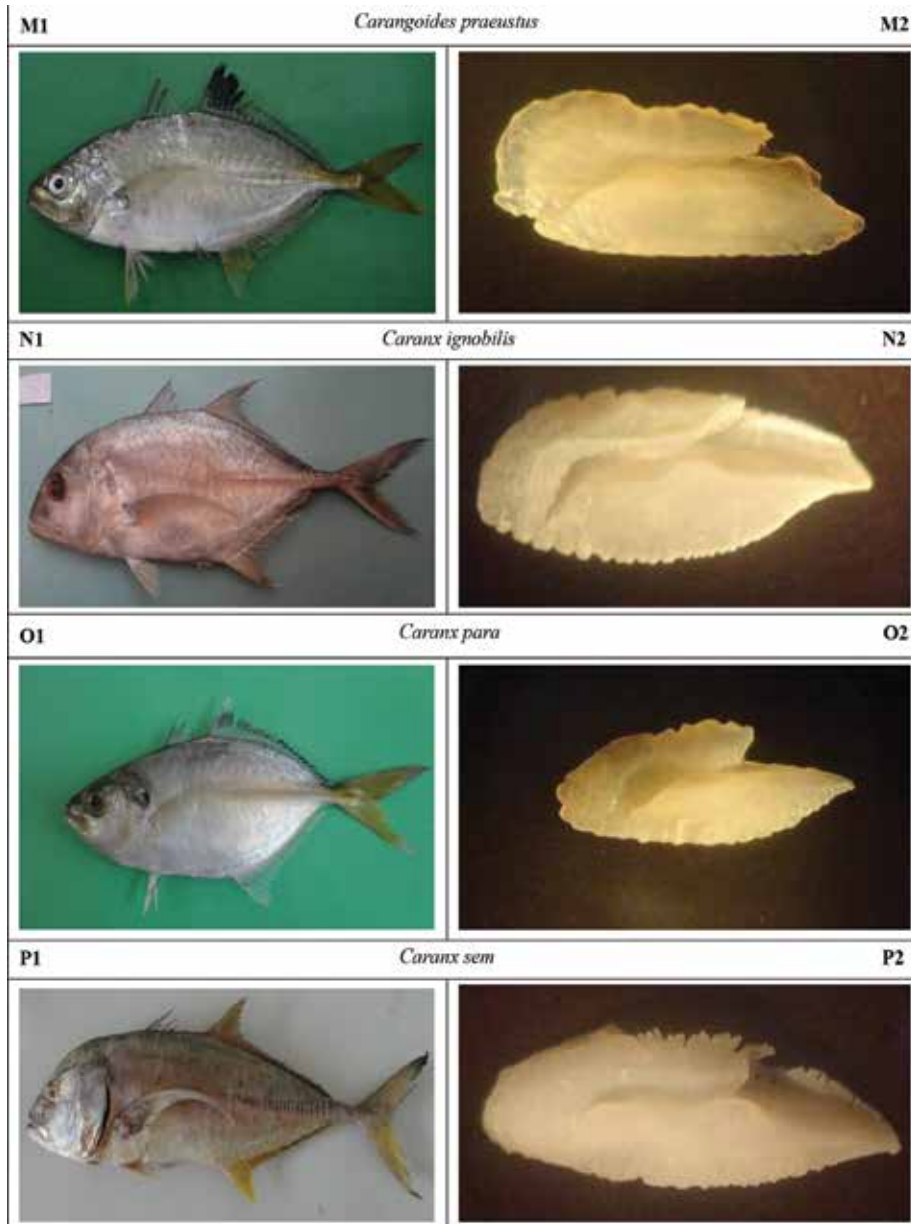 M1 Carangoides praeustus M2
N1 Caranx ignobilis N2
O1 Caranx para O2
P1 Caranx sem P2